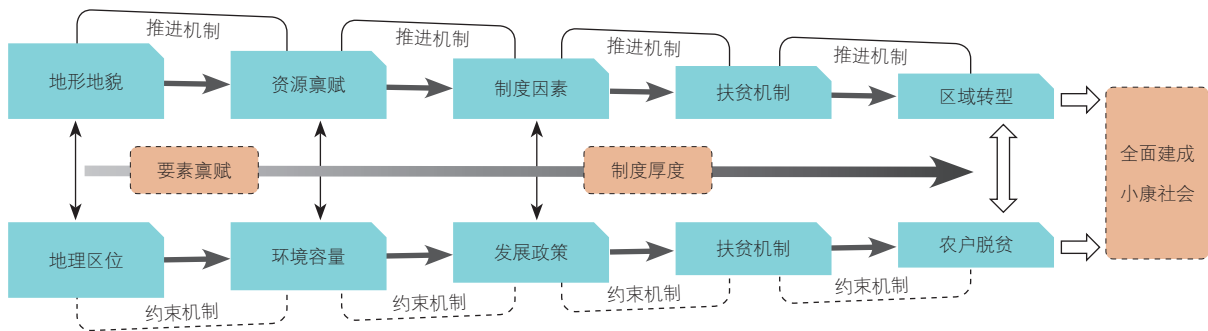 推进机制
推进机制
推进机制
推进机制
地形地貌
资源禀赋
制度因素
扶贫机制
区域转型
要素禀赋
制度厚度
全面建成
小康社会
地理区位
环境容量
发展政策
扶贫机制
农户脱贫
约束机制
约束机制
约束机制
约束机制